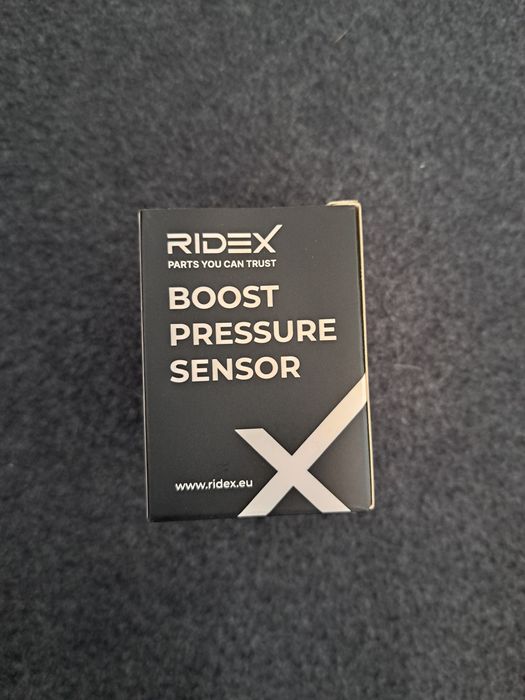 RIDEX
PARTS YOU CAN TRUST
BOOST
PRESSURE
SENSOR
www.ridex.eu